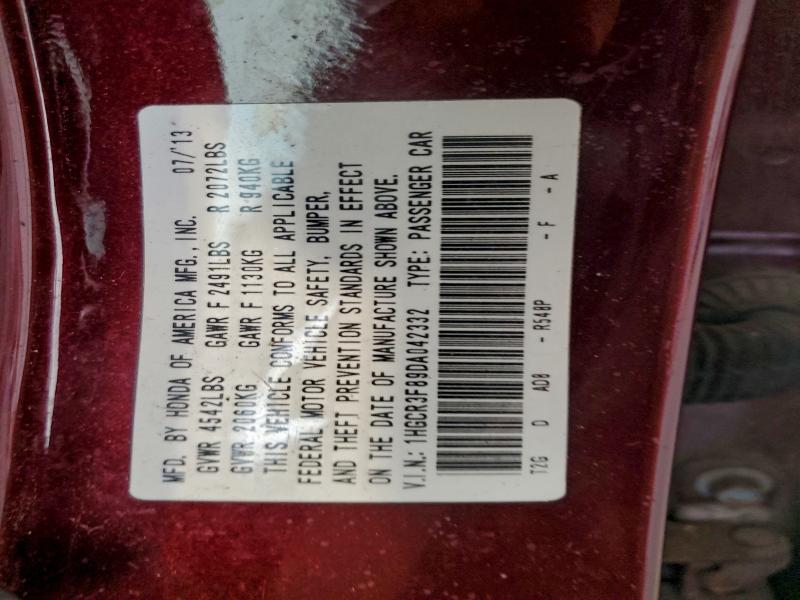 MFD. BY HONDA OF AMERICA MFG., INC. 07/'13
GVWR 4542LBS GAWR F 2491LBS R 2072LBS
GVWR 2060KG GAWR F 1130KG R 940KG
THIS VEHICLE CONFORMS TO ALL APPLICABLE
FEDERAL MOTOR VEHICLE SAFETY, BUMPER,
AND THEFT PREVENTION STANDARDS IN EFFECT
ON THE DATE OF MANUFACTURE SHOWN ABOVE.
V.I.N.: 1HGCR3F89DA042332 TYPE: PASSENGER CAR
T2G D AD0 - R548P - F - A